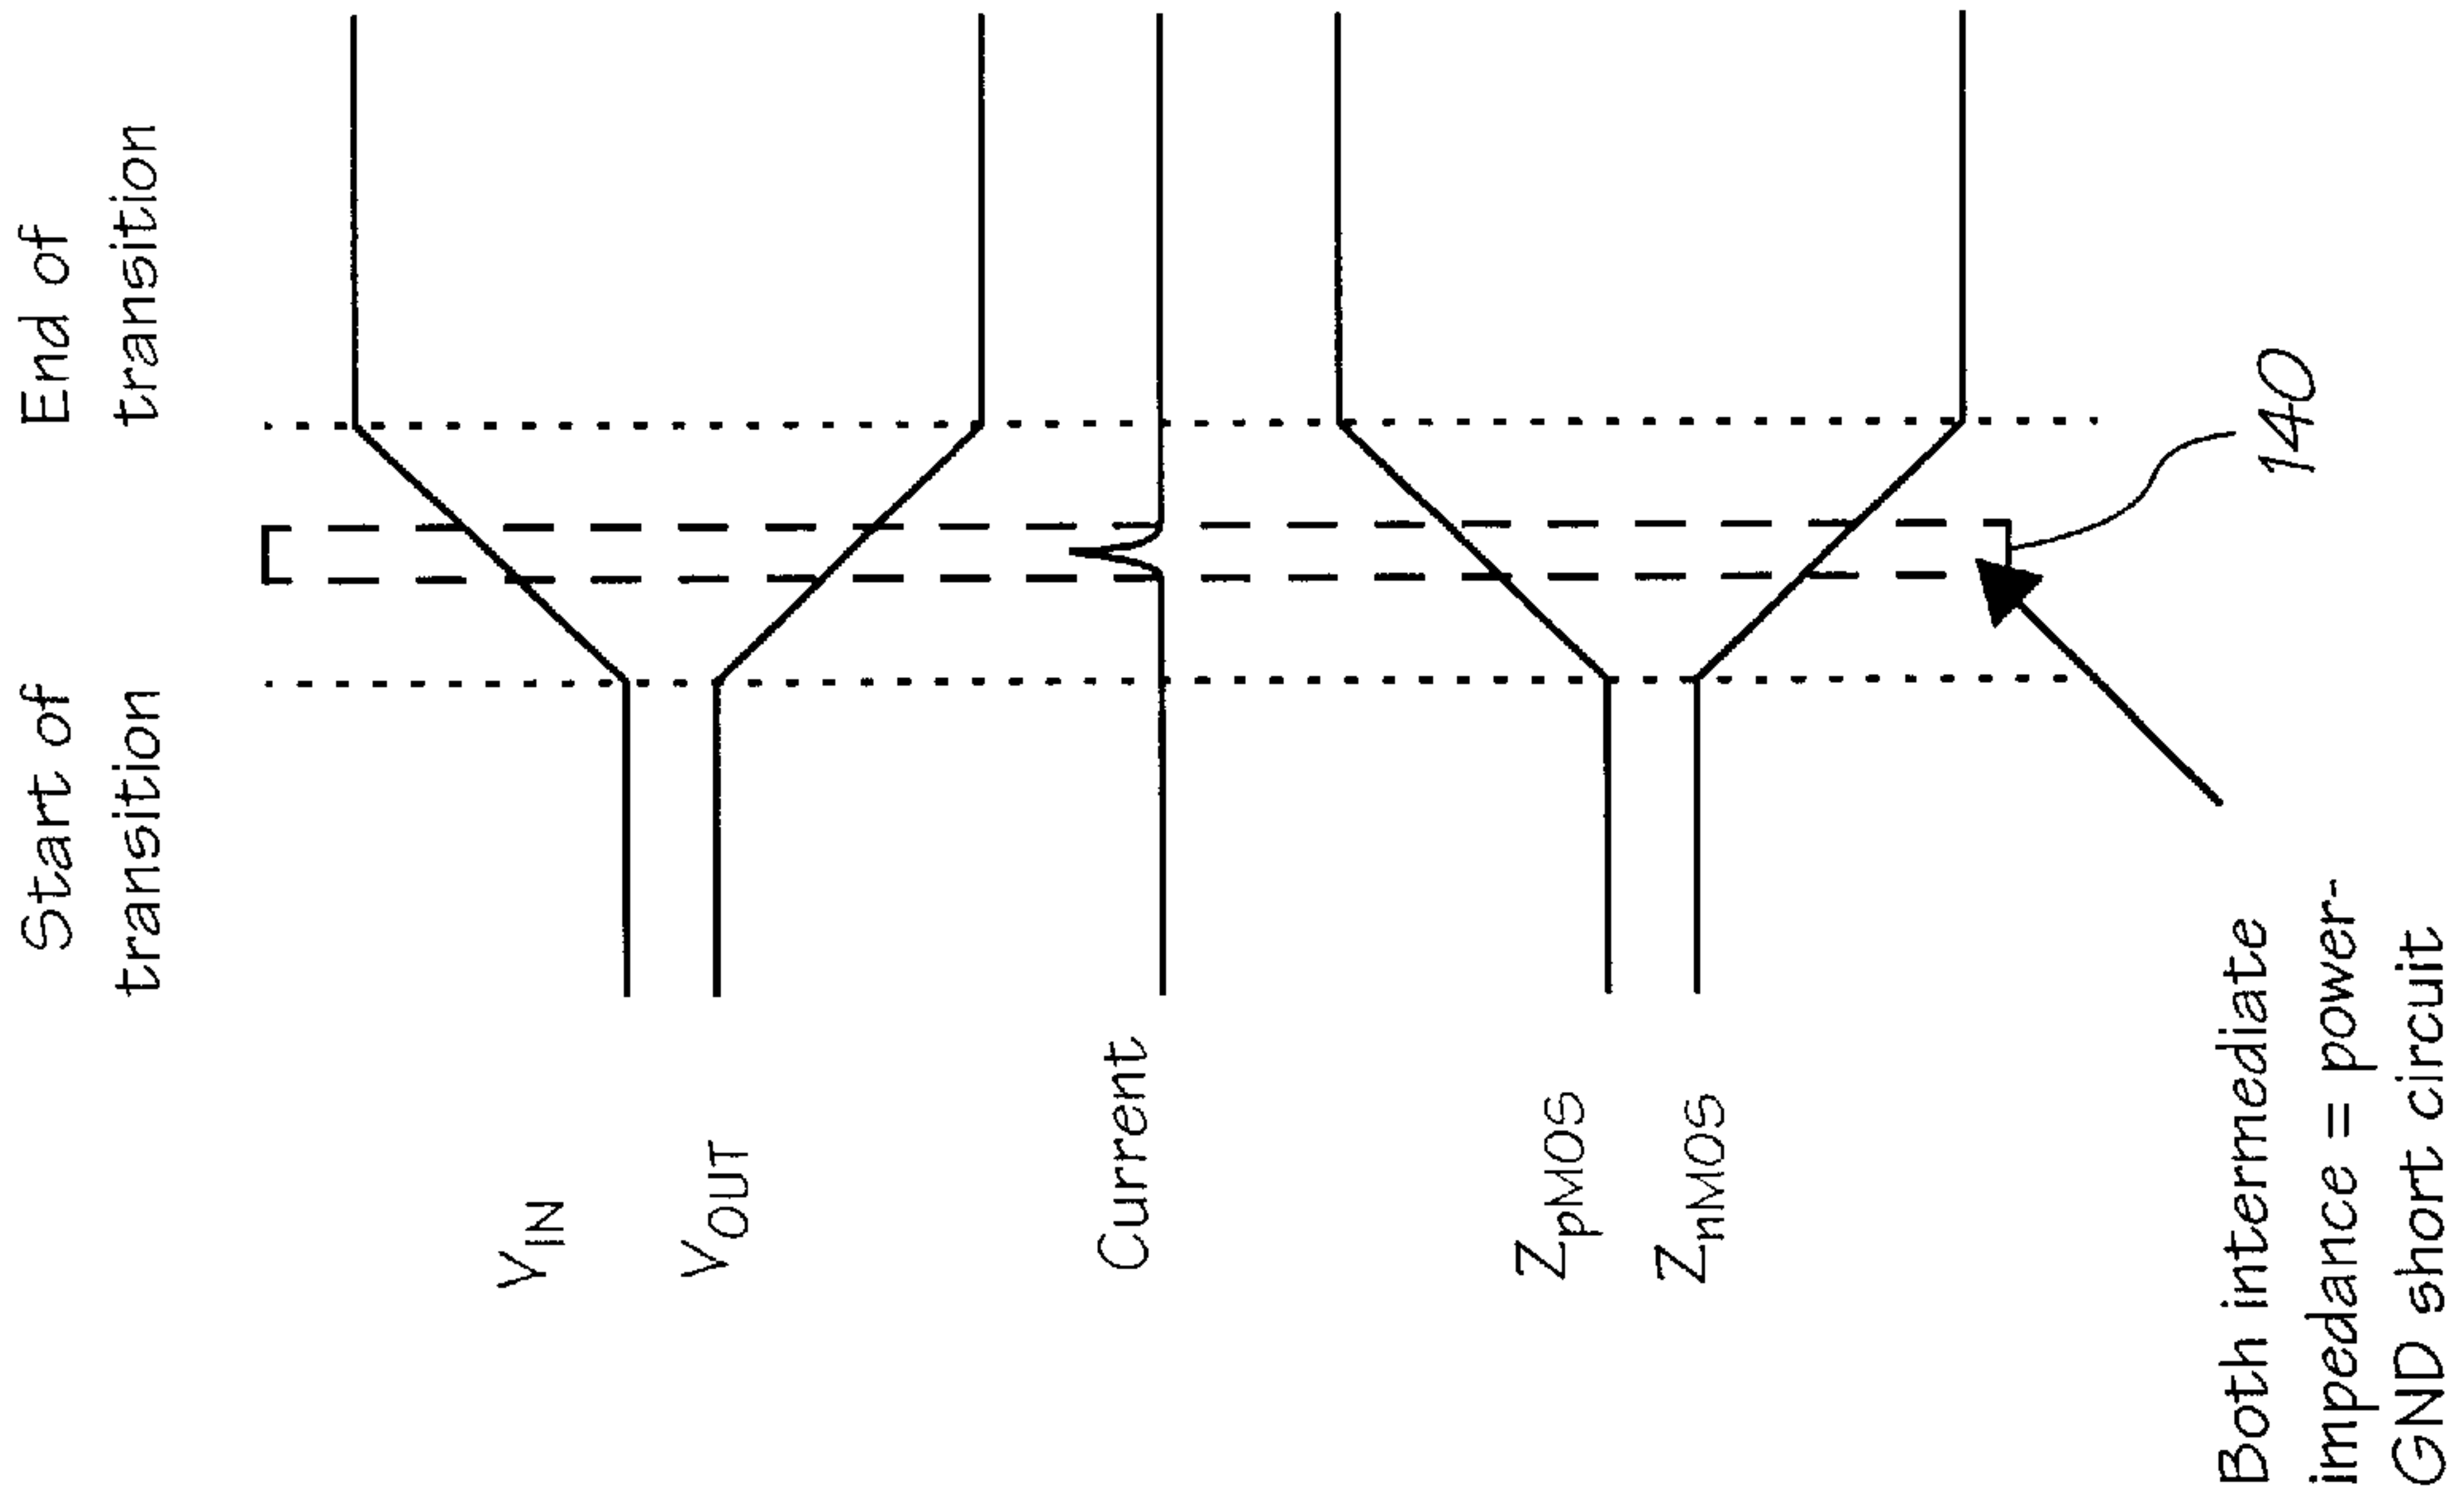 Start of
transition
End of
transition
V_IN
V_OUT
Current
Z_pMOS
Z_nMOS
140
Both intermediate
impedance = power-
GND short circuit